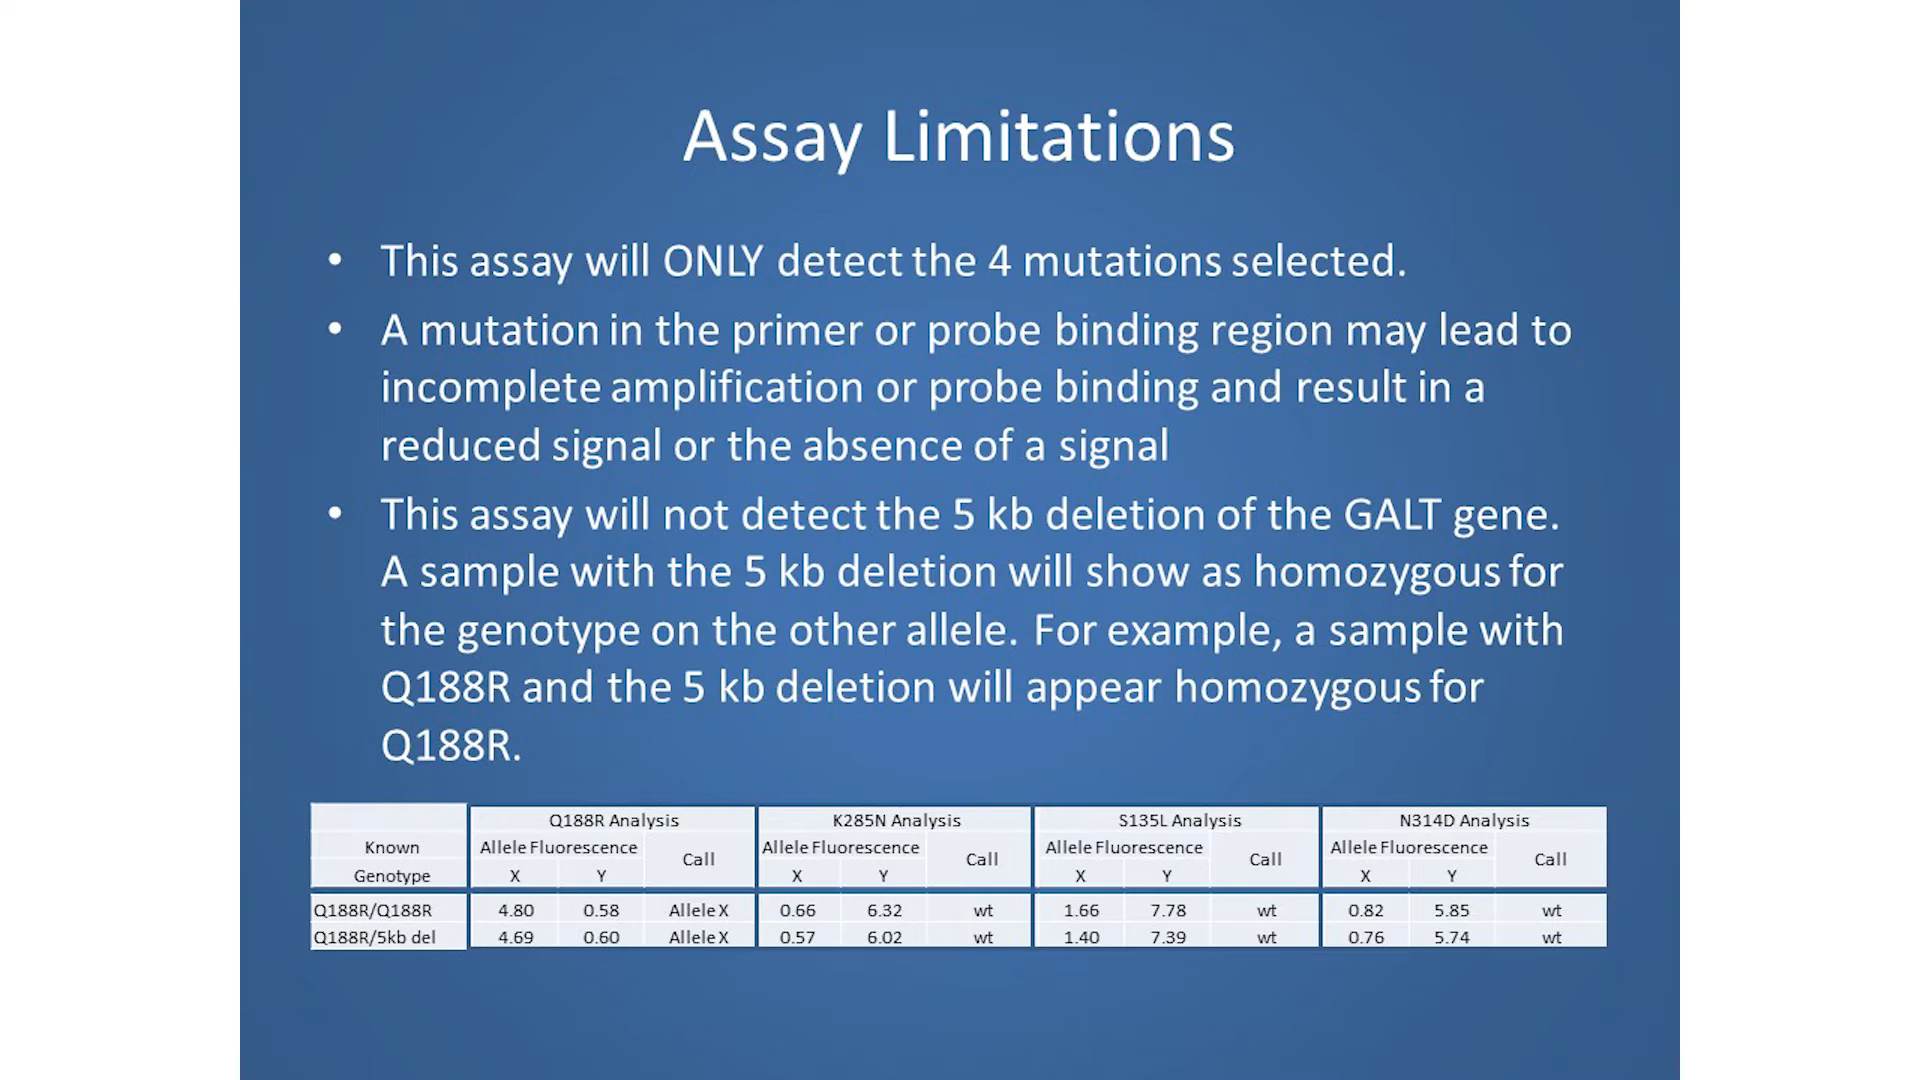 Assay Limitations
• This assay will ONLY detect the 4 mutations selected.
• A mutation in the primer or probe binding region may lead to
incomplete amplification or probe binding and result in a
reduced signal or the absence of a signal
• This assay will not detect the 5 kb deletion of the GALT gene.
A sample with the 5 kb deletion will show as homozygous for
the genotype on the other allele. For example, a sample with
Q188R and the 5 kb deletion will appear homozygous for
Q188R.
Q188R Analysis K285N Analysis S135L Analysis N314D Analysis
Known Allele Fluorescence Call Allele Fluorescence Call Allele Fluorescence Call Allele Fluorescence Call
Genotype X Y X Y X Y X Y
Q188R/Q188R 4.80 0.58 Allele X 0.66 6.32 wt 1.66 7.78 wt 0.82 5.85 wt
Q188R/5kb del 4.69 0.60 Allele X 0.57 6.02 wt 1.40 7.39 wt 0.76 5.74 wt